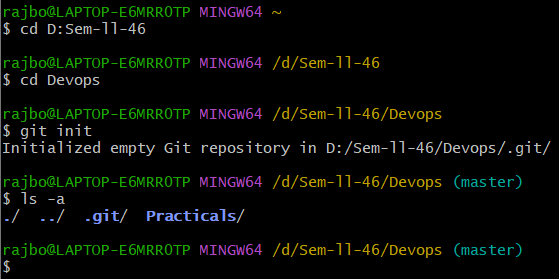 rajbo@LAPTOP-E6MRR0TP MINGW64 ~
$ cd D:Sem-ll-46
rajbo@LAPTOP-E6MRR0TP MINGW64 /d/Sem-ll-46
$ cd Devops
rajbo@LAPTOP-E6MRR0TP MINGW64 /d/Sem-ll-46/Devops
$ git init
Initialized empty Git repository in D:/Sem-ll-46/Devops/.git/
rajbo@LAPTOP-E6MRR0TP MINGW64 /d/Sem-ll-46/Devops (master)
$ ls -a
./  ../  .git/  Practicals/
rajbo@LAPTOP-E6MRR0TP MINGW64 /d/Sem-ll-46/Devops (master)
$